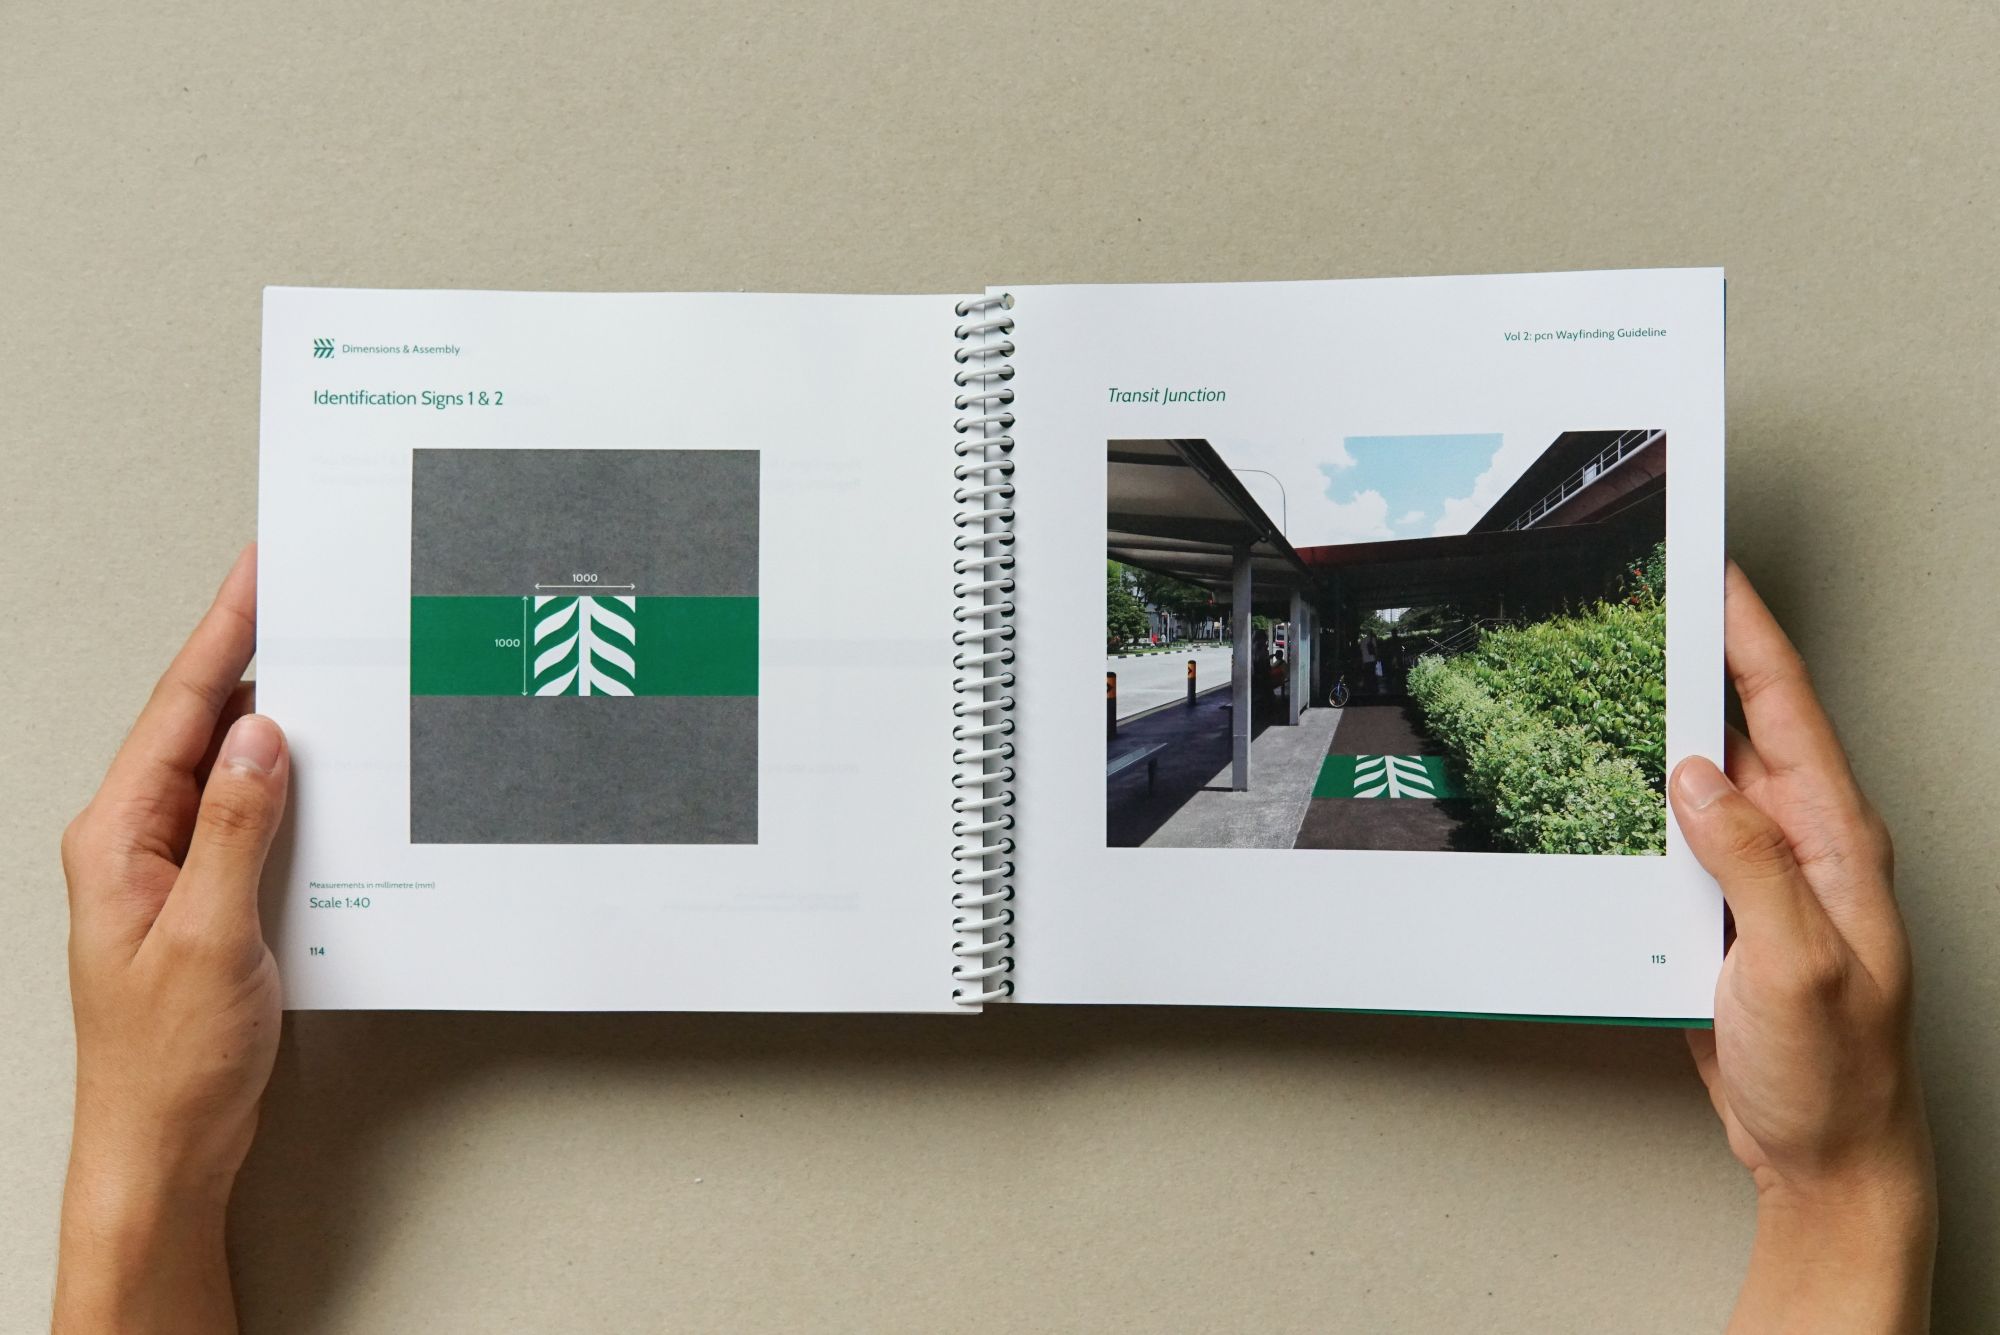 Dimensions & Assembly
Identification Signs 1 & 2
1000
1000
Measurements in millimetre (mm)
Scale 1:40
114
Vol 2: pcn Wayfinding Guideline
Transit Junction
115